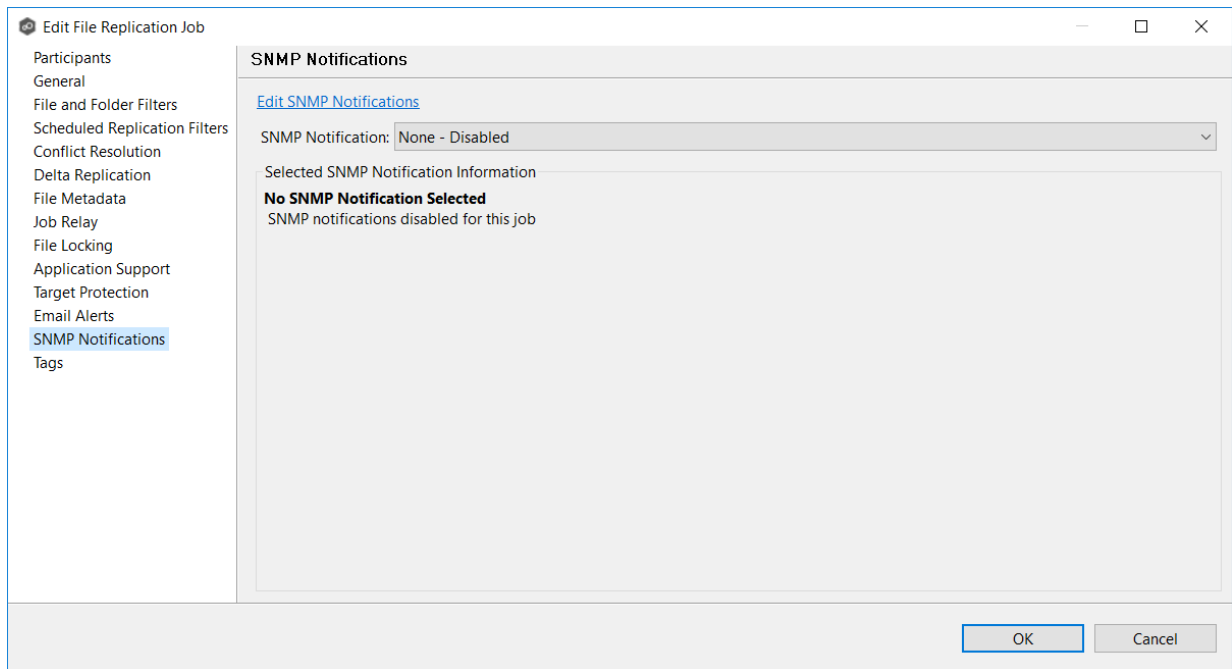 Edit File Replication Job
Participants
General
File and Folder Filters
Scheduled Replication Filters
Conflict Resolution
Delta Replication
File Metadata
Job Relay
File Locking
Application Support
Target Protection
Email Alerts
SNMP Notifications
Tags
SNMP Notifications
Edit SNMP Notifications
SNMP Notification: None - Disabled
Selected SNMP Notification Information
No SNMP Notification Selected
SNMP notifications disabled for this job
OK Cancel